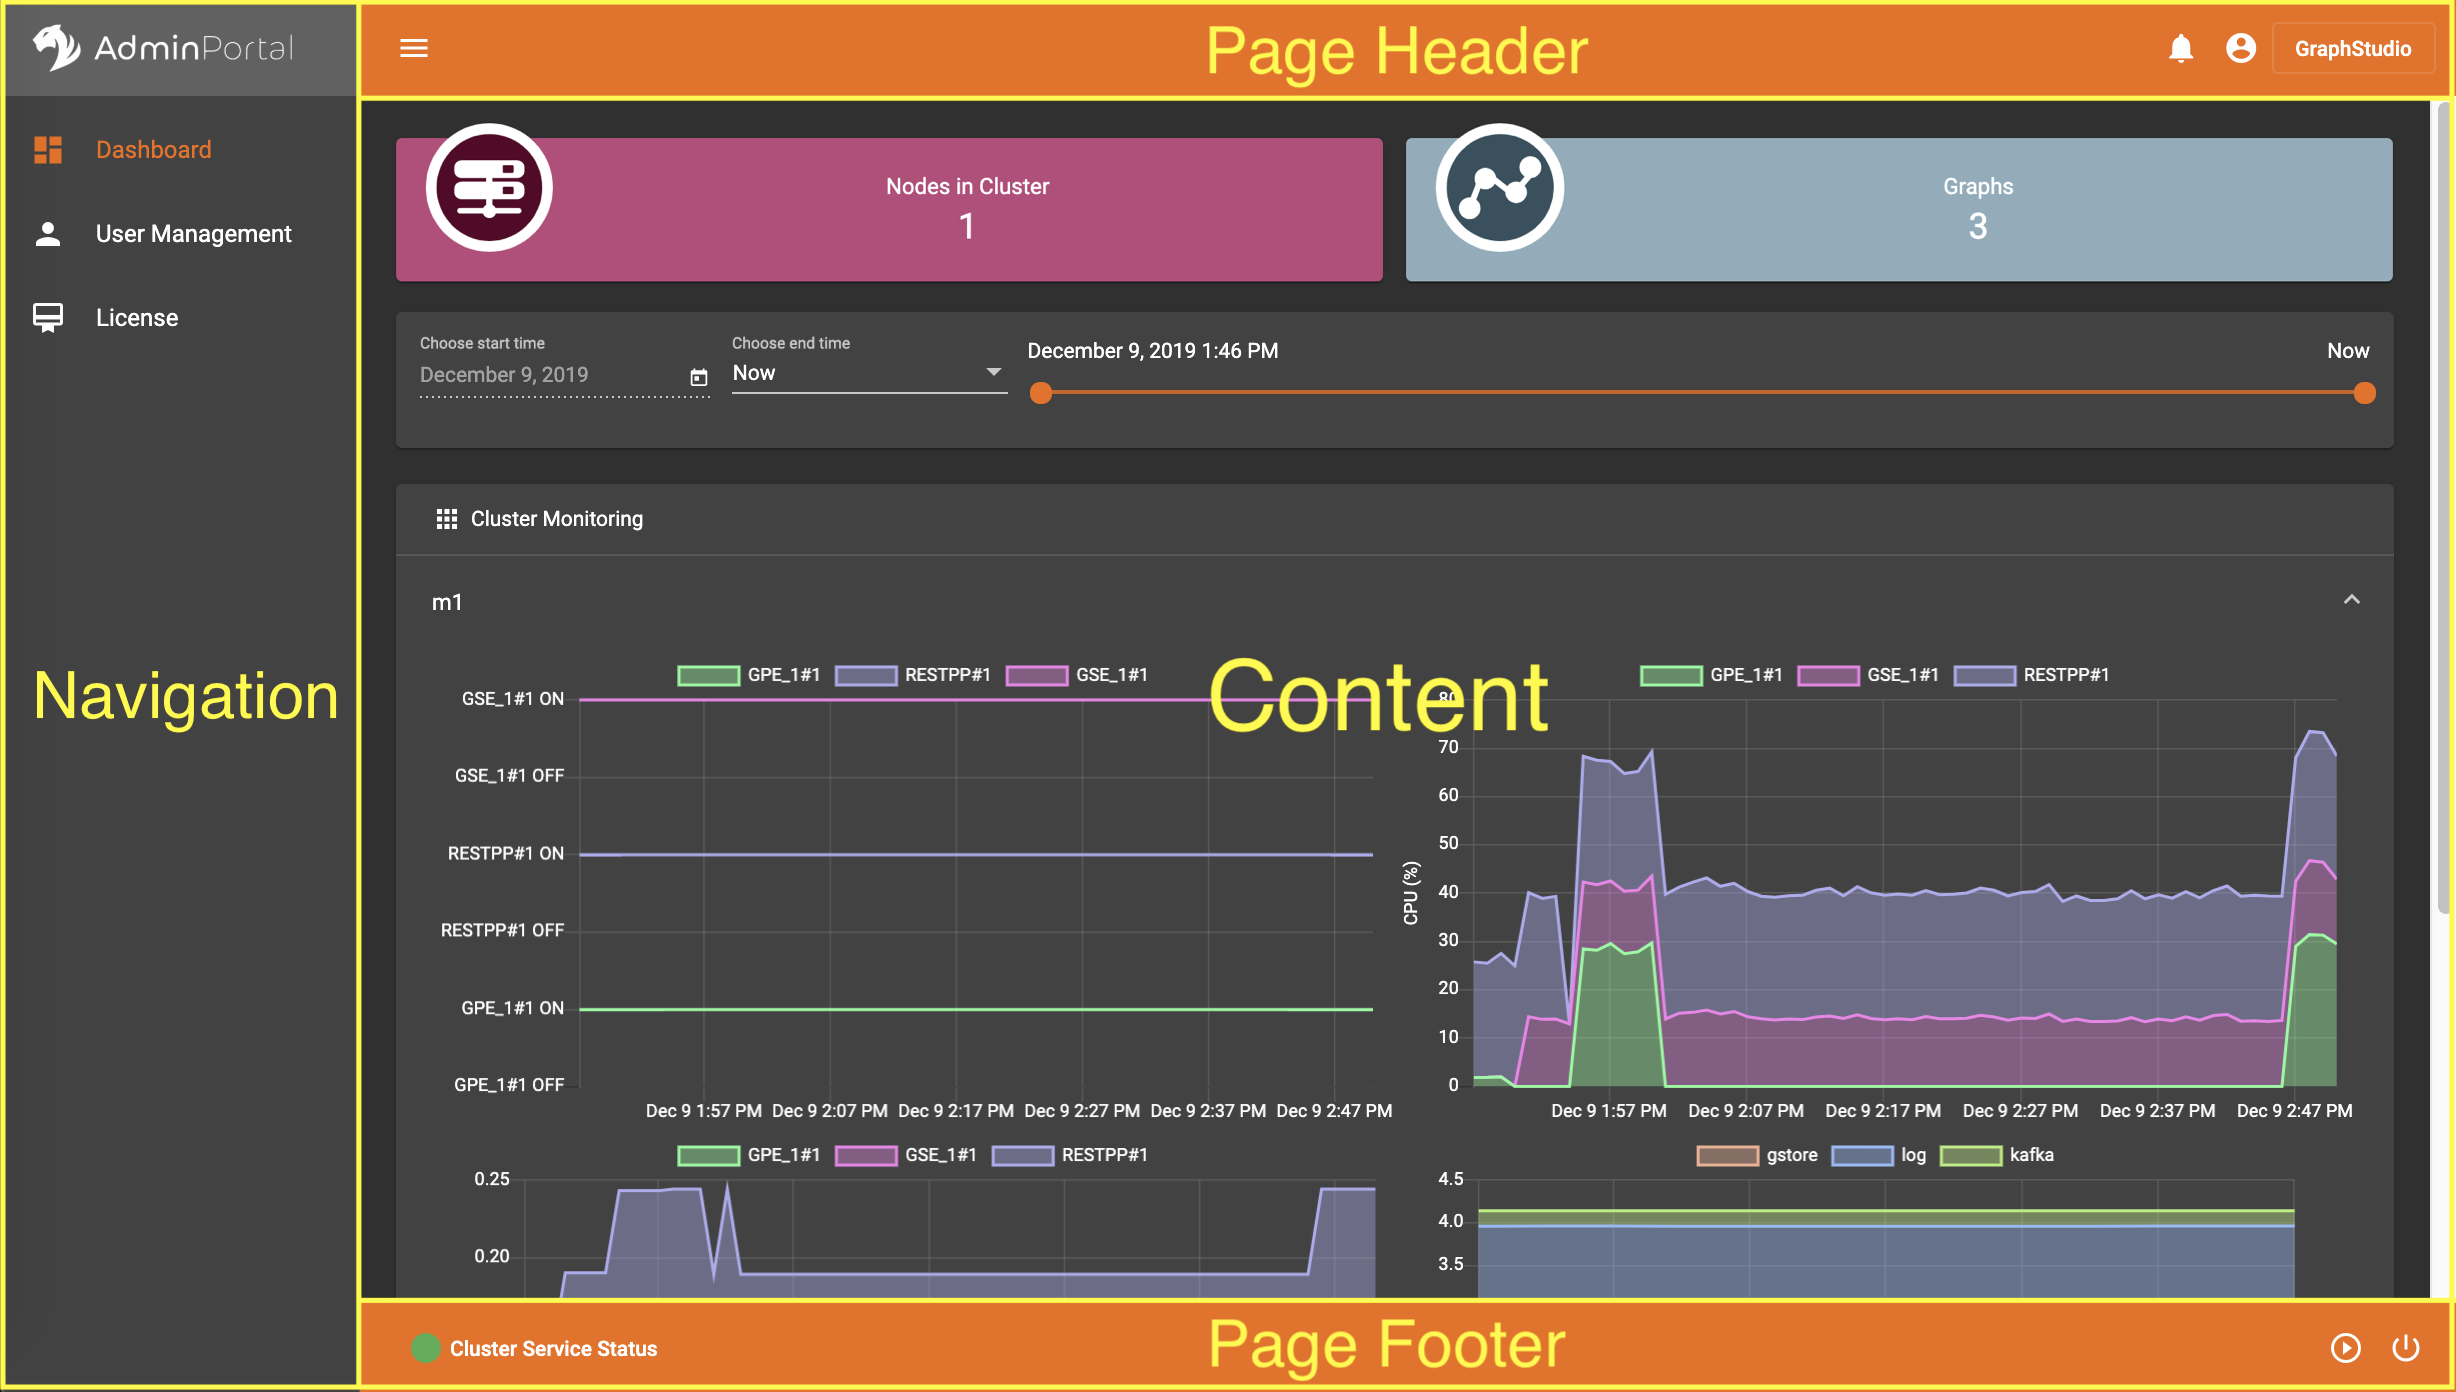 AdminPortal
Page Header
GraphStudio
Dashboard
User Management
License
Navigation
Nodes in Cluster
1
Graphs
3
Choose start time
December 9, 2019
Choose end time
Now
December 9, 2019 1:46 PM
Now
Cluster Monitoring
m1
Content
GPE_1#1 RESTPP#1 GSE_1#1
GSE_1#1 ON
GSE_1#1 OFF
RESTPP#1 ON
RESTPP#1 OFF
GPE_1#1 ON
GPE_1#1 OFF
Dec 9 1:57 PM Dec 9 2:07 PM Dec 9 2:17 PM Dec 9 2:27 PM Dec 9 2:37 PM Dec 9 2:47 PM
GPE_1#1 GSE_1#1 RESTPP#1
CPU (%)
80
70
60
50
40
30
20
10
0
Dec 9 1:57 PM Dec 9 2:07 PM Dec 9 2:17 PM Dec 9 2:27 PM Dec 9 2:37 PM Dec 9 2:47 PM
GPE_1#1 GSE_1#1 RESTPP#1
0.25
0.20
gstore log kafka
4.5
4.0
3.5
Cluster Service Status
Page Footer